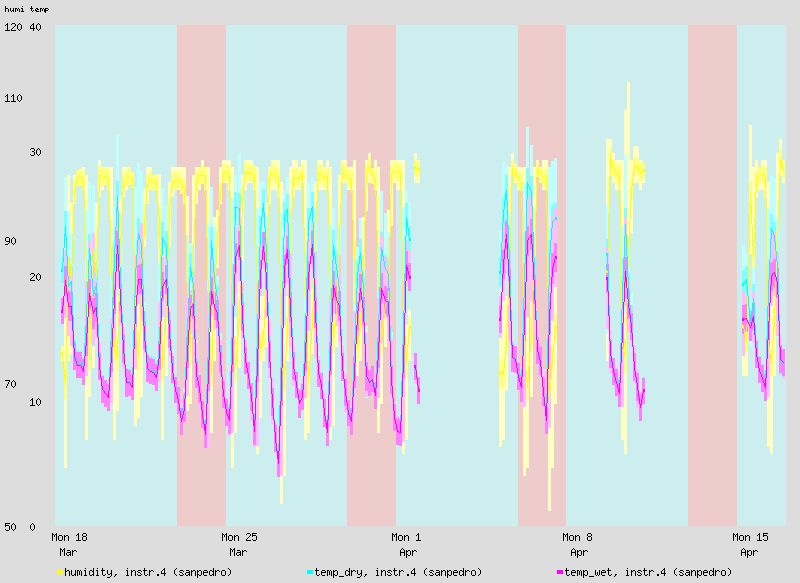 humi temp
120 40
110
30
90
20
70
10
50 0
Mon 18 Mon 25 Mon 1 Mon 8 Mon 15
Mar Mar Apr Apr Apr
humidity, instr.4 (sanpedro) temp_dry, instr.4 (sanpedro) temp_wet, instr.4 (sanpedro)